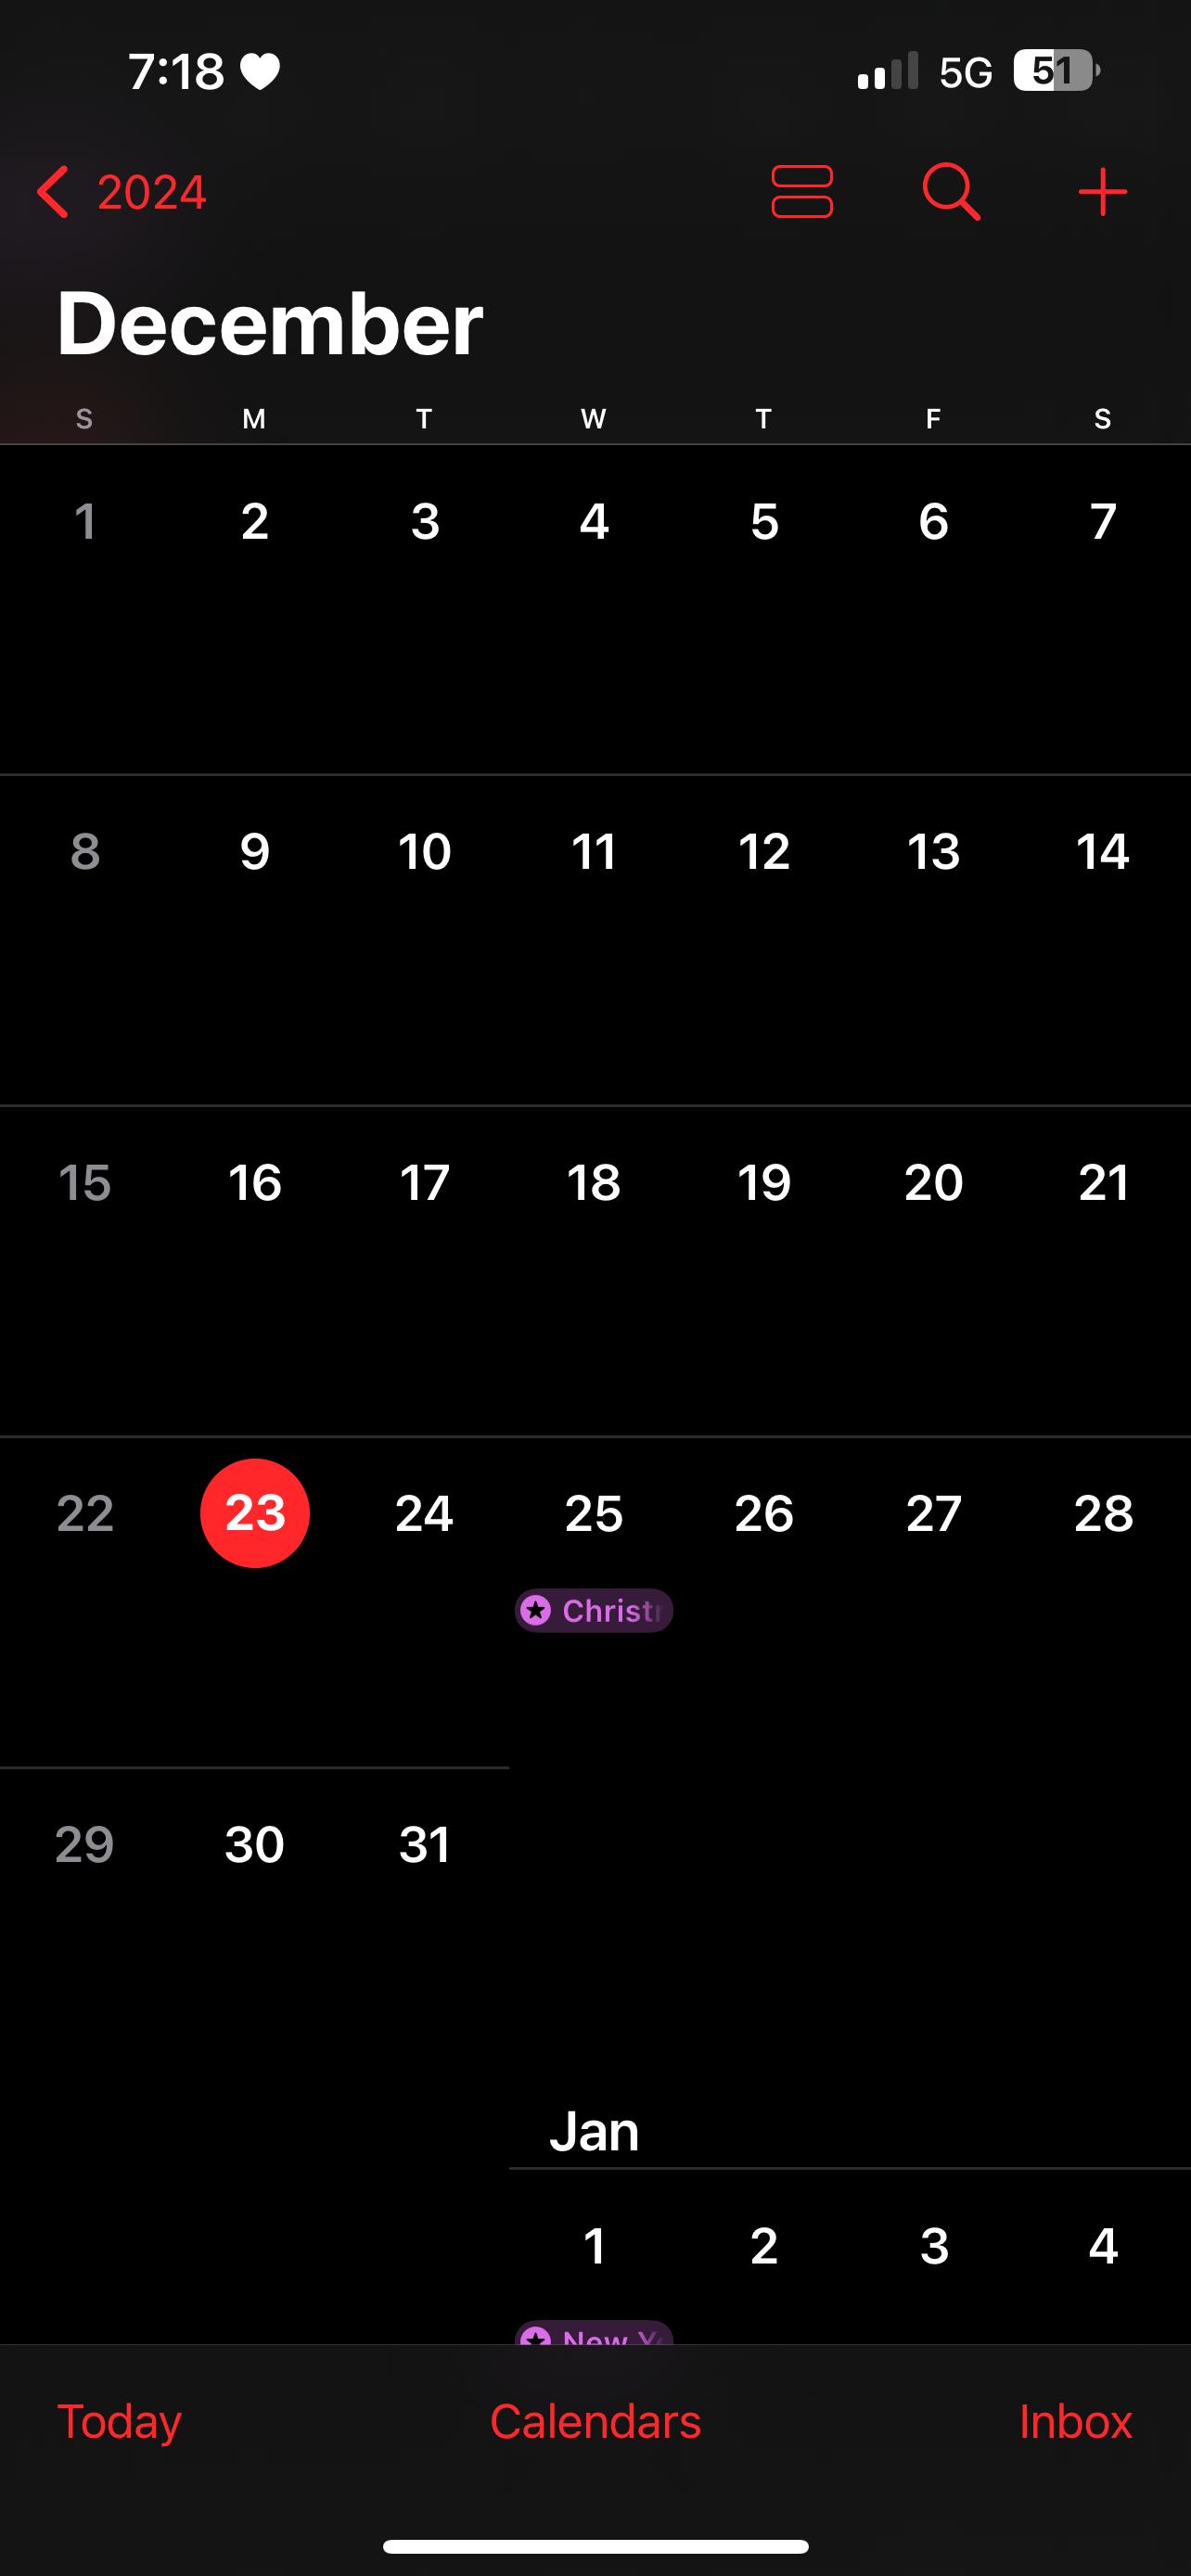 7:18 5G 51
2024
December
S M T W T F S
1 2 3 4 5 6 7
8 9 10 11 12 13 14
15 16 17 18 19 20 21
22 23 24 25 26 27 28
Christ
29 30 31
Jan
1 2 3 4
New
Today Calendars Inbox